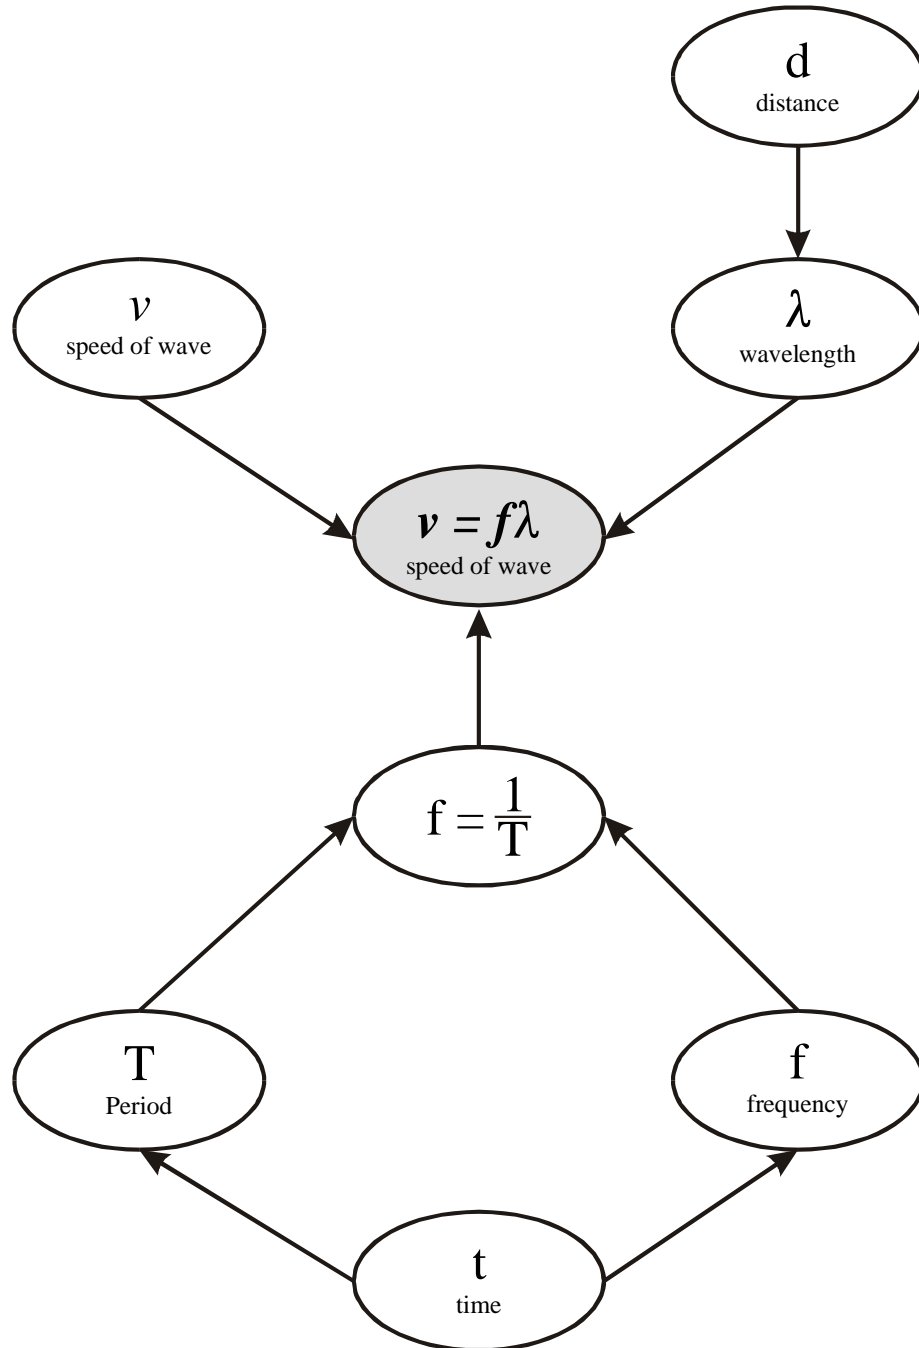 d
distance
v
speed of wave
λ
wavelength
v = fλ
speed of wave
f = 1/T
T
Period
f
frequency
t
time